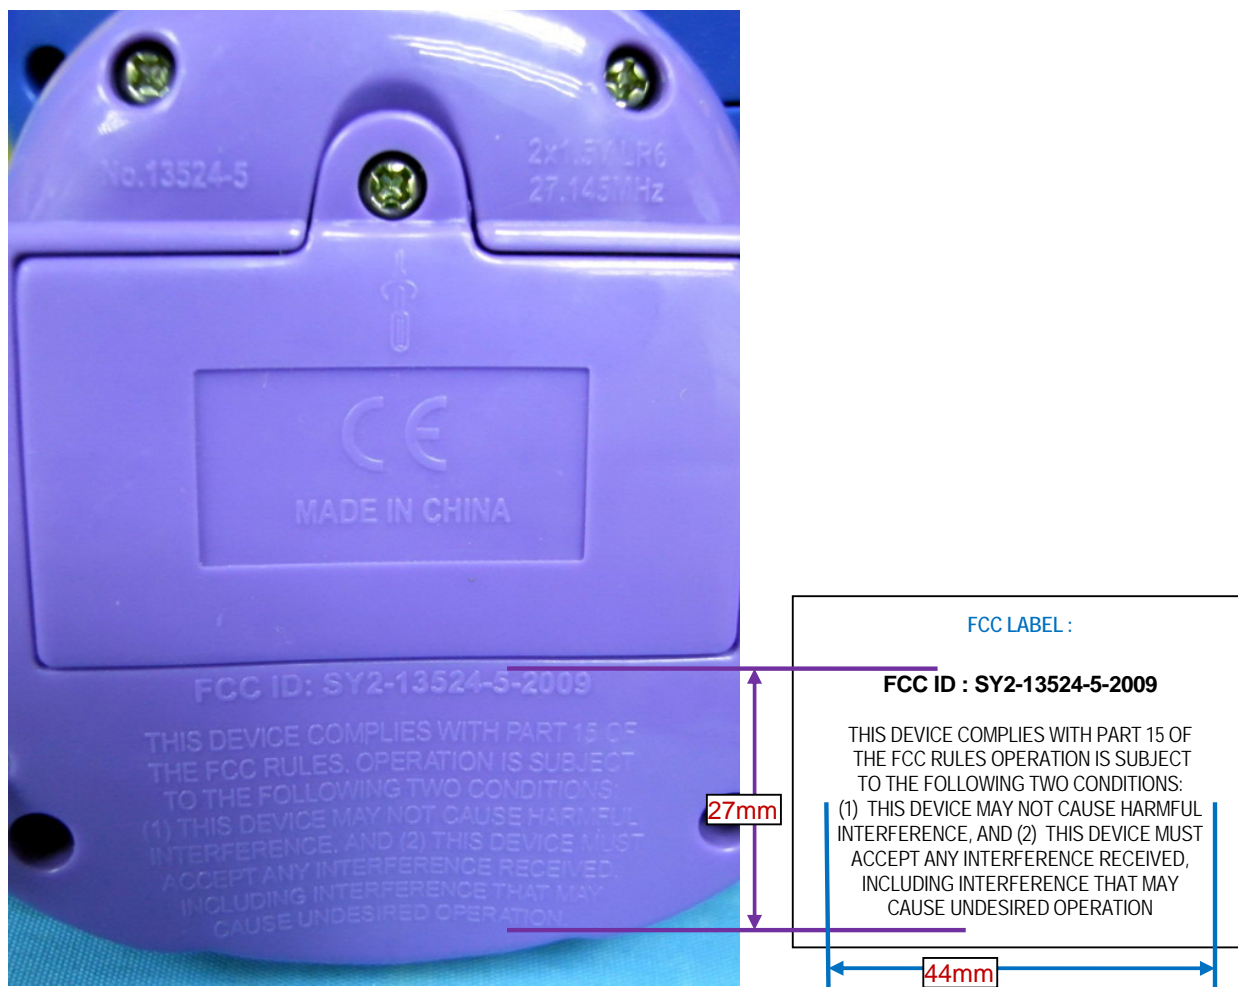 No.13524-5
2x1.5V LR6
27.145MHz
CE
MADE IN CHINA
FCC ID: SY2-13524-5-2009
THIS DEVICE COMPLIES WITH PART 15 OF
THE FCC RULES. OPERATION IS SUBJECT
TO THE FOLLOWING TWO CONDITIONS:
(1) THIS DEVICE MAY NOT CAUSE HARMFUL
INTERFERENCE, AND (2) THIS DEVICE MUST
ACCEPT ANY INTERFERENCE RECEIVED,
INCLUDING INTERFERENCE THAT MAY
CAUSE UNDESIRED OPERATION
27mm
FCC LABEL :
FCC ID : SY2-13524-5-2009
THIS DEVICE COMPLIES WITH PART 15 OF
THE FCC RULES OPERATION IS SUBJECT
TO THE FOLLOWING TWO CONDITIONS:
(1) THIS DEVICE MAY NOT CAUSE HARMFUL
INTERFERENCE, AND (2) THIS DEVICE MUST
ACCEPT ANY INTERFERENCE RECEIVED,
INCLUDING INTERFERENCE THAT MAY
CAUSE UNDESIRED OPERATION
44mm